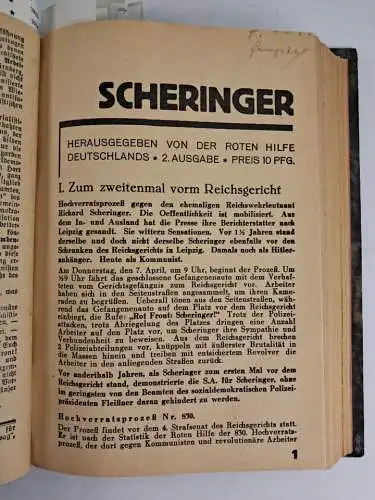 SCHERINGER
HERAUSGEGEBEN VON DER ROTEN HILFE
DEUTSCHLANDS • 2. AUSGABE • PREIS 10 PFG.
I. Zum zweitenmal vorm Reichsgericht
Hochverratsprozeß gegen den ehemaligen Reichswehrleutnant
Richard Scheringer. Die Oeffentlichkeit ist mobilisiert. Aus
dem In- und Ausland hat die Presse ihre Berichterstatter nach
Leipzig gesandt. Sie wittern Sensationen. Vor 1½ Jahren stand
derselbe und doch nicht derselbe Scheringer ebenfalls vor den
Schranken des Reichsgerichts in Leipzig. Damals noch als Hitler-
anhänger. Heute als Kommunist.
Am Donnerstag, den 7. April, um 9 Uhr, beginnt der Prozeß. Um
¾9 Uhr fährt das geschlossene Gefangenenauto mit dem Verhaf-
teten vom Gerichtsgefängnis zum Reichsgericht vor. Arbeiter
haben sich in den Seitenstraßen angesammelt, um ihren Kame-
raden zu begrüßen. Ueberall tönen aus den Seitenstraßen, wäh-
rend das Gefangenenauto auf dem Platz vor dem Reichsgericht
einbiegt, die Rufe: „Rot Front! Scheringer!" Trotz der Polizei-
attacken, trotz Abriegelung des Platzes dringen eine Anzahl
Arbeiter auf den Platz vor, um Scheringer ihre Sympathie und
Verbundenheit zu beweisen. Aus dem Reichsgericht brechen
2 Polizeiabteilungen vor, knüppeln mit äußerster Brutalität in
die Massen hinein und treiben mit entsichertem Revolver die
Arbeiter in den anliegenden Straßen zurück.
Vor anderthalb Jahren, als Scheringer zum ersten Mal vor dem
Reichsgericht stand, demonstrierte die S.A. für Scheringer, ohne
im geringsten von den Beamten des sozialdemokratischen Polizei-
präsidenten Fleißner daran gehindert zu werden.
Hochverratsprozeß Nr. 830.
Der Prozeß findet vor dem 4. Strafsenat des Reichsgerichts statt.
Er ist nach der Statistik der Roten Hilfe der 830. Hochverrats-
prozeß, der dort gegen Kommunisten und revolutionäre Arbeiter
1